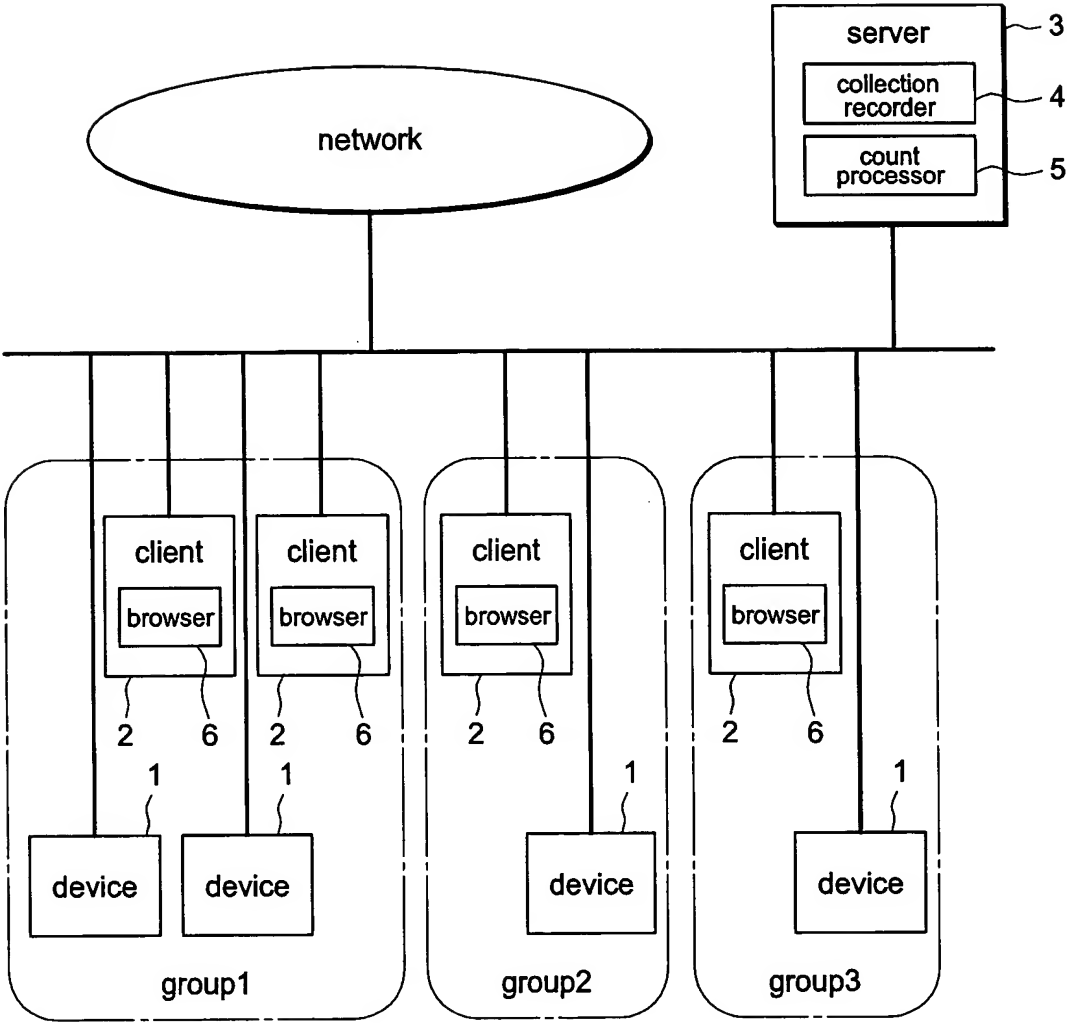 server
3
collection
recorder
4
count
processor
5
network
client
client
client
client
browser
browser
browser
browser
2
6
2
6
2
6
2
6
1
1
1
1
device
device
device
device
group1
group2
group3